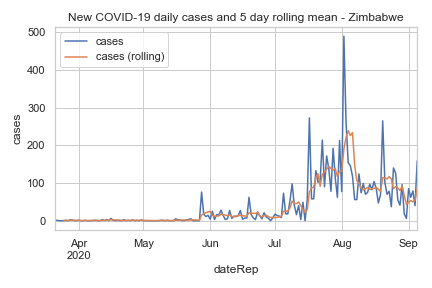 New COVID-19 daily cases and 5 day rolling mean - Zimbabwe
cases
cases (rolling)
500
400
300
200
100
0
cases
Apr
2020
May
Jun
Jul
Aug
Sep
dateRep